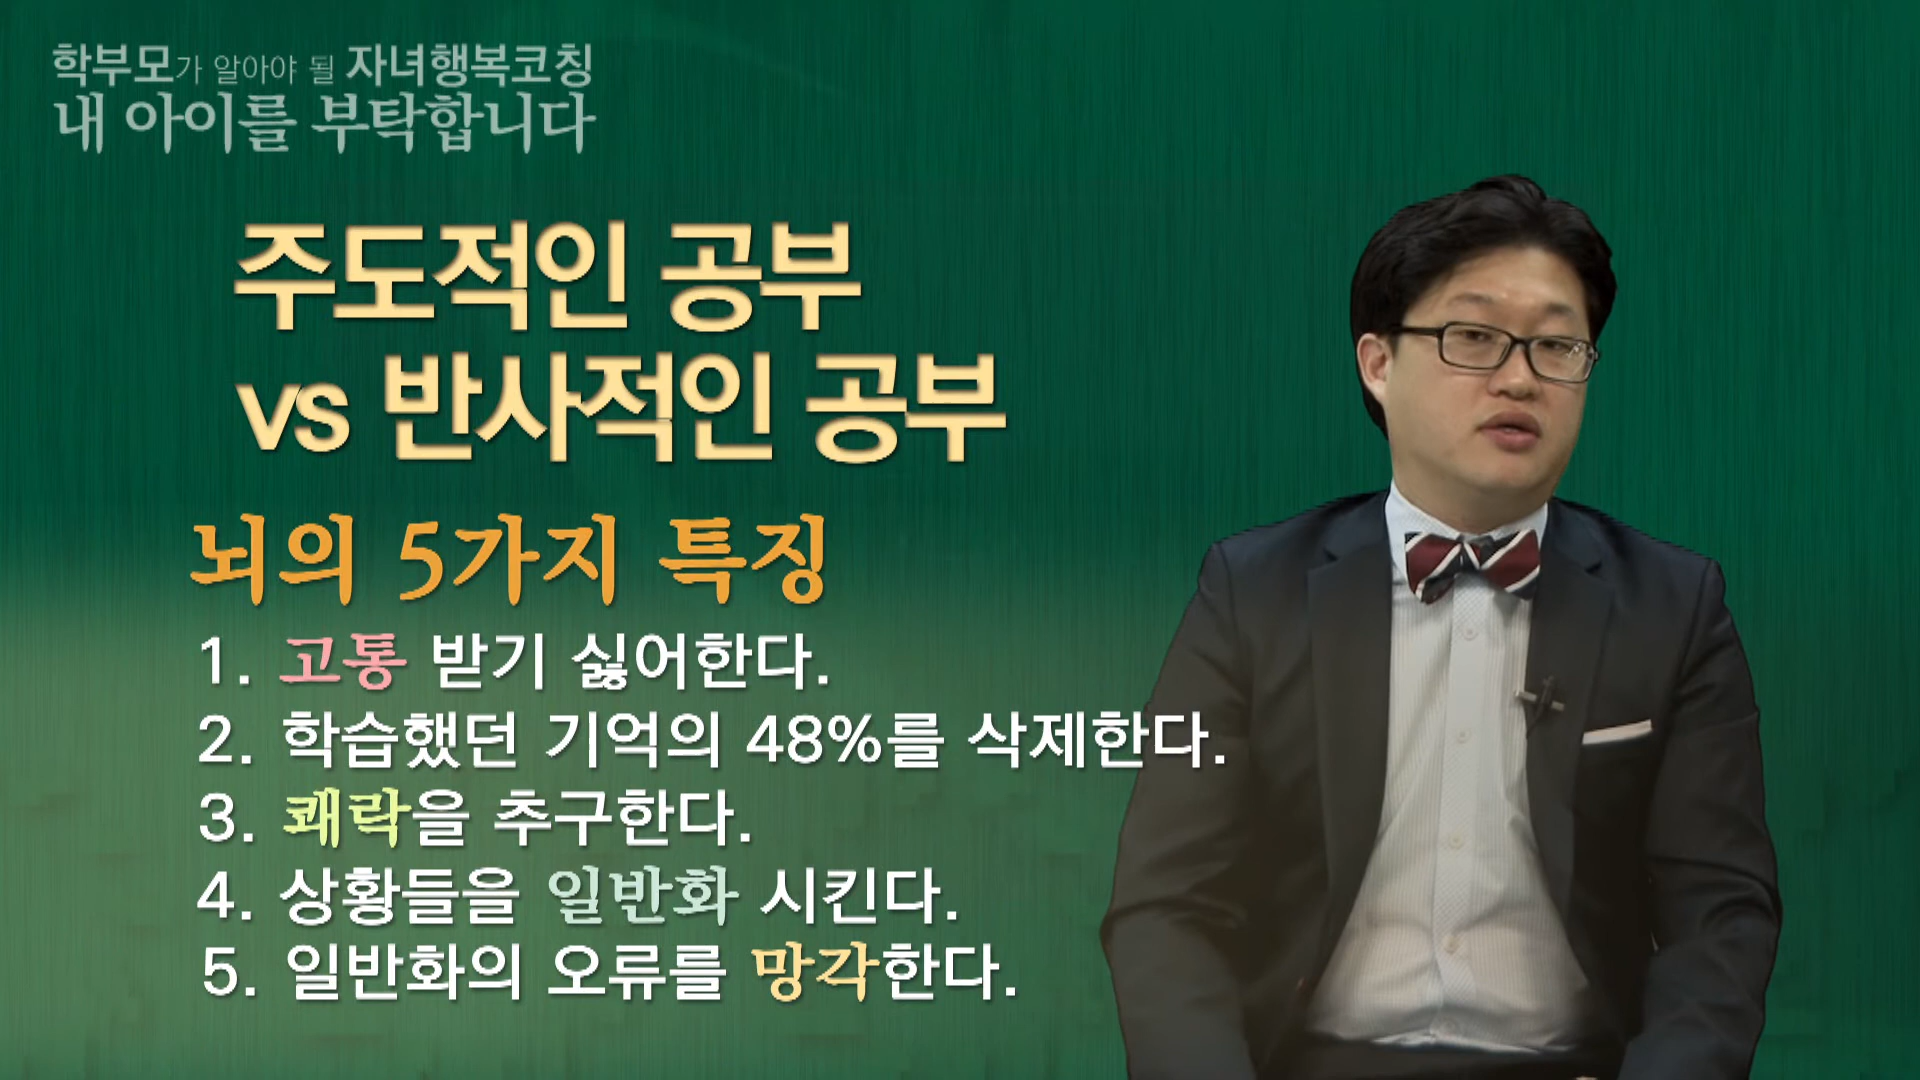 학부모가 알아야 될 자녀행복코칭
내 아이를 부탁합니다
주도적인 공부
vs 반사적인 공부
뇌의 5가지 특징
1. 고통 받기 싫어한다.
2. 학습했던 기억의 48%를 삭제한다.
3. 쾌락을 추구한다.
4. 상황들을 일반화 시킨다.
5. 일반화의 오류를 망각한다.